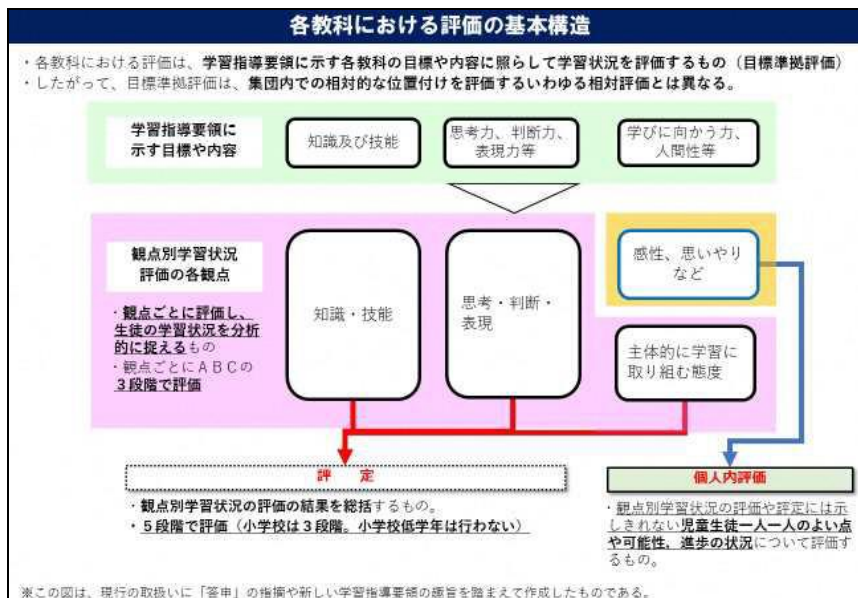 各教科における評価の基本構造
・各教科における評価は、学習指導要領に示す各教科の目標や内容に照らして学習状況を評価するもの（目標準拠評価）
・したがって、目標準拠評価は、集団内での相対的な位置付けを評価するいわゆる相対評価とは異なる。
学習指導要領に
示す目標や内容
知識及び技能
思考力、判断力、
表現力等
学びに向かう力、
人間性等
観点別学習状況
評価の各観点
・観点ごとに評価し、
生徒の学習状況を分析
的に捉えるもの
・観点ごとにＡＢＣの
３段階で評価
知識・技能
思考・判断・
表現
感性、思いやり
など
主体的に学習に
取り組む態度
評　定
・観点別学習状況の評価の結果を総括するもの。
・５段階で評価（小学校は３段階。小学校低学年は行わない）
個人内評価
・観点別学習状況の評価や評定には示
しきれない児童生徒一人一人のよい点
や可能性、進歩の状況について評価す
るもの。
※この図は、現行の取扱いに「答申」の指摘や新しい学習指導要領の趣旨を踏まえて作成したものである。